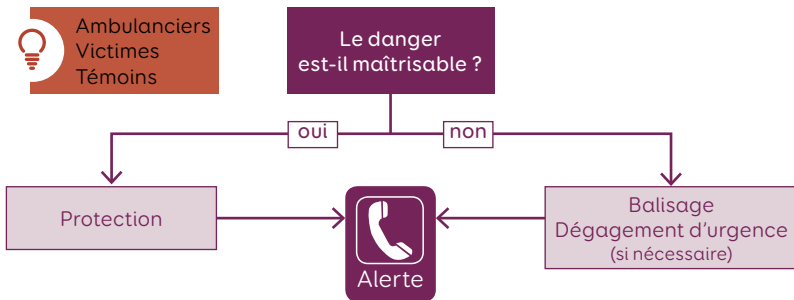 Ambulanciers
Victimes
Témoins
Le danger
est-il maîtrisable ?
oui
non
Protection
Alerte
Balisage
Dégagement d’urgence
(si nécessaire)